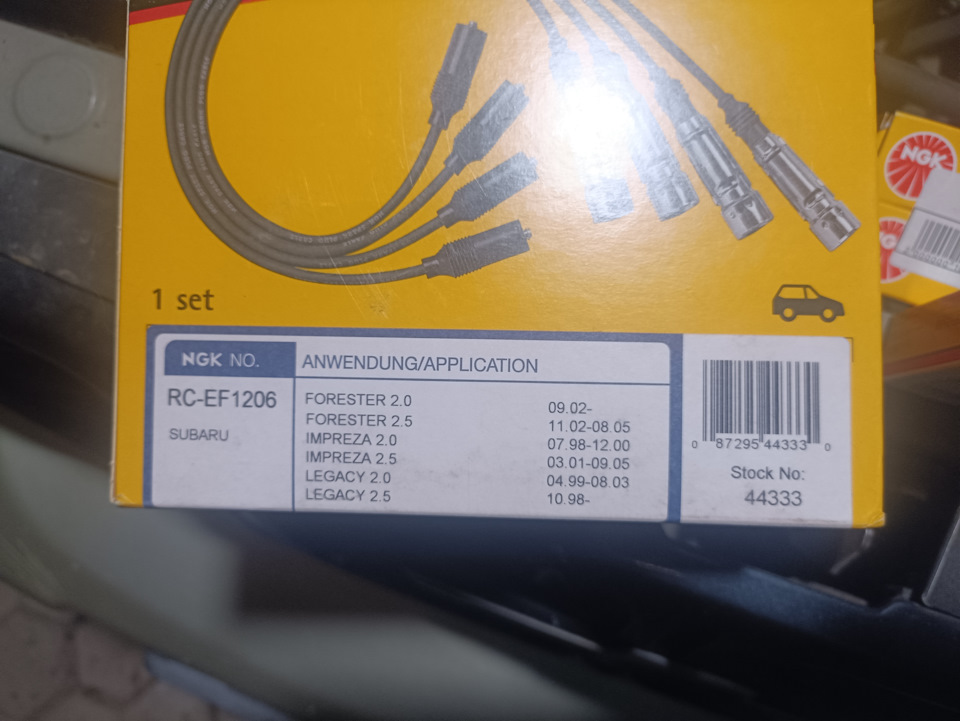 1 set
NGK NO.
ANWENDUNG/APPLICATION
RC-EF1206
SUBARU
FORESTER 2.0 09.02-
FORESTER 2.5 11.02-08.05
IMPREZA 2.0 07.98-12.00
IMPREZA 2.5 03.01-09.05
LEGACY 2.0 04.99-08.03
LEGACY 2.5 10.98-
0 87295 44333 0
Stock No:
44333
NGK
NGK